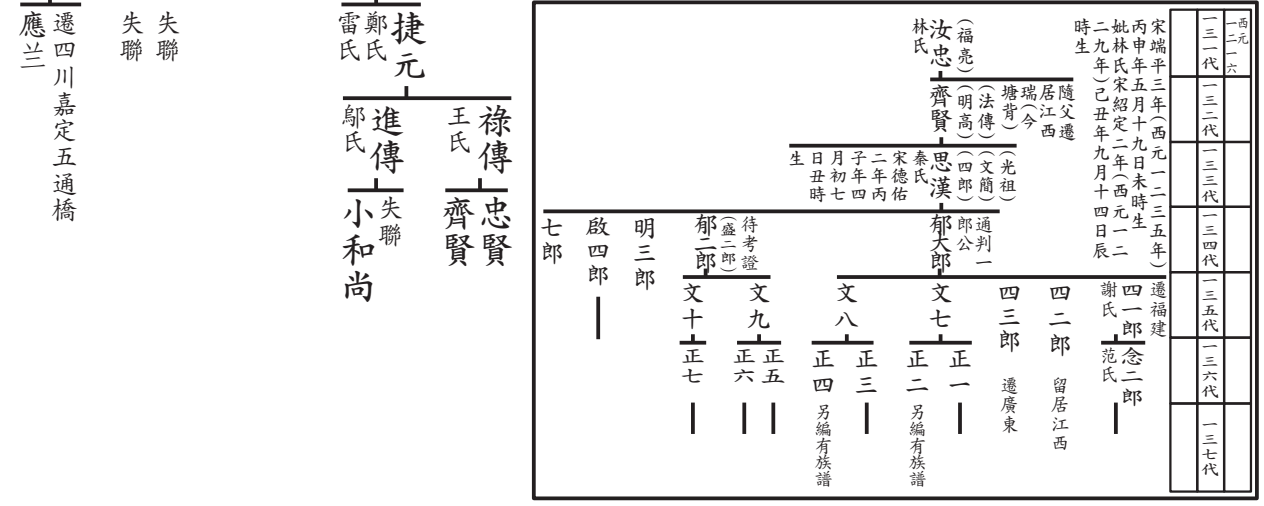 西元
一二一六
一三一代
一三二代
一三三代
一三四代
一三五代
一三六代
一三七代
宋端平三年(西元一二三五年)
丙申年五月十九日未時生
妣林氏宋紹定二年(西元一二
二九年)己丑年九月十四日辰
時生
(福亮)
汝忠
林氏
隨父遷
居江西
瑞(今
塘背)
(法傳)
(明高)
齊賢
(光祖)
(文簡)
(四郎)
思漢
秦氏
宋德佑
二年丙
子年四
月初七
日丑時
生
通判一
郎公
郁大郎
待考證
(盛二郎)
郁二郎
明三郎
啟四郎
七郎
遷福建
四一郎
謝氏
四二郎
留居江西
四三郎
遷廣東
文七
文八
文九
文十
念二郎
范氏
正一
正二
另編有族譜
正三
正四
另編有族譜
正五
正六
正七
捷元
鄭氏
雷氏
祿傳
王氏
進傳
鄔氏
忠賢
齊賢
失聯
小和尚
失聯
失聯
遷四川嘉定五通橋
應兰